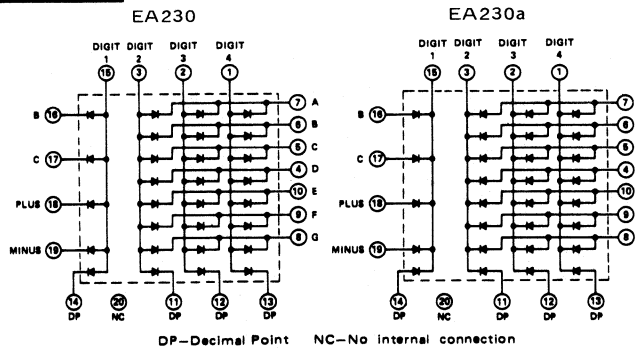 EA230 EA230a
DIGIT DIGIT DIGIT DIGIT DIGIT DIGIT DIGIT DIGIT
1 2 3 4 1 2 3 4
15 3 2 1 15 3 2 1
7 A 7
B 16 6 B B 16 6
C 17 5 C C 17 5
4 D 4
PLUS 18 10 E PLUS 18 10
9 F 9
MINUS 19 8 G MINUS 19 8
14 20 11 12 13 14 20 11 12 13
DP NC DP DP DP DP NC DP DP DP
DP—Decimal Point NC—No internal connection